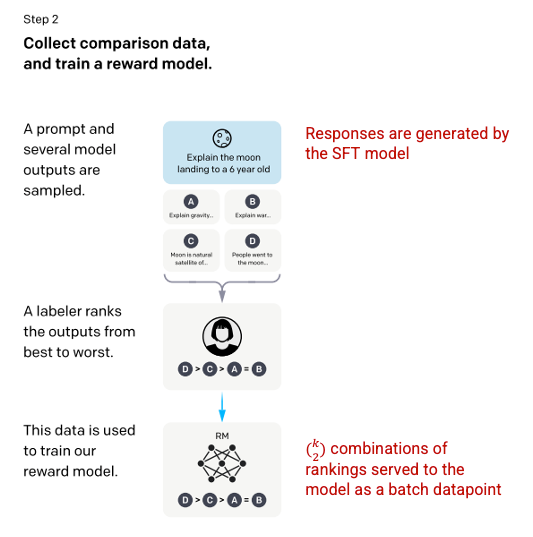 Step 2
Collect comparison data,
and train a reward model.
A prompt and
several model
outputs are
sampled.
Explain the moon
landing to a 6 year old
Responses are generated by
the SFT model
A
Explain gravity...
B
Explain war...
C
Moon is natural
satellite of...
D
People went to
the moon...
A labeler ranks
the outputs from
best to worst.
D > C > A = B
This data is used
to train our
reward model.
RM
D > C > A = B
(k 2) combinations of
rankings served to the
model as a batch datapoint